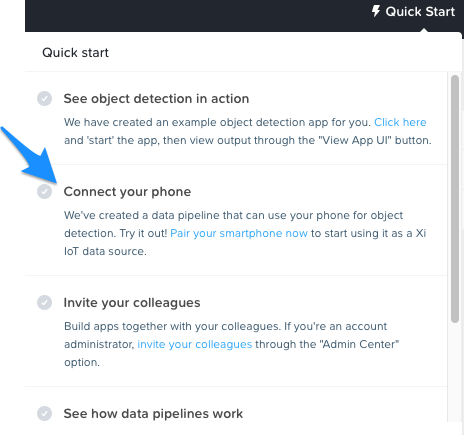 Quick Start
Quick start
See object detection in action
We have created an example object detection app for you. Click here
and 'start' the app, then view output through the "View App UI" button.
Connect your phone
We've created a data pipeline that can use your phone for object
detection. Try it out! Pair your smartphone now to start using it as a Xi
IoT data source.
Invite your colleagues
Build apps together with your colleagues. If you're an account
administrator, invite your colleagues through the "Admin Center"
option.
See how data pipelines work